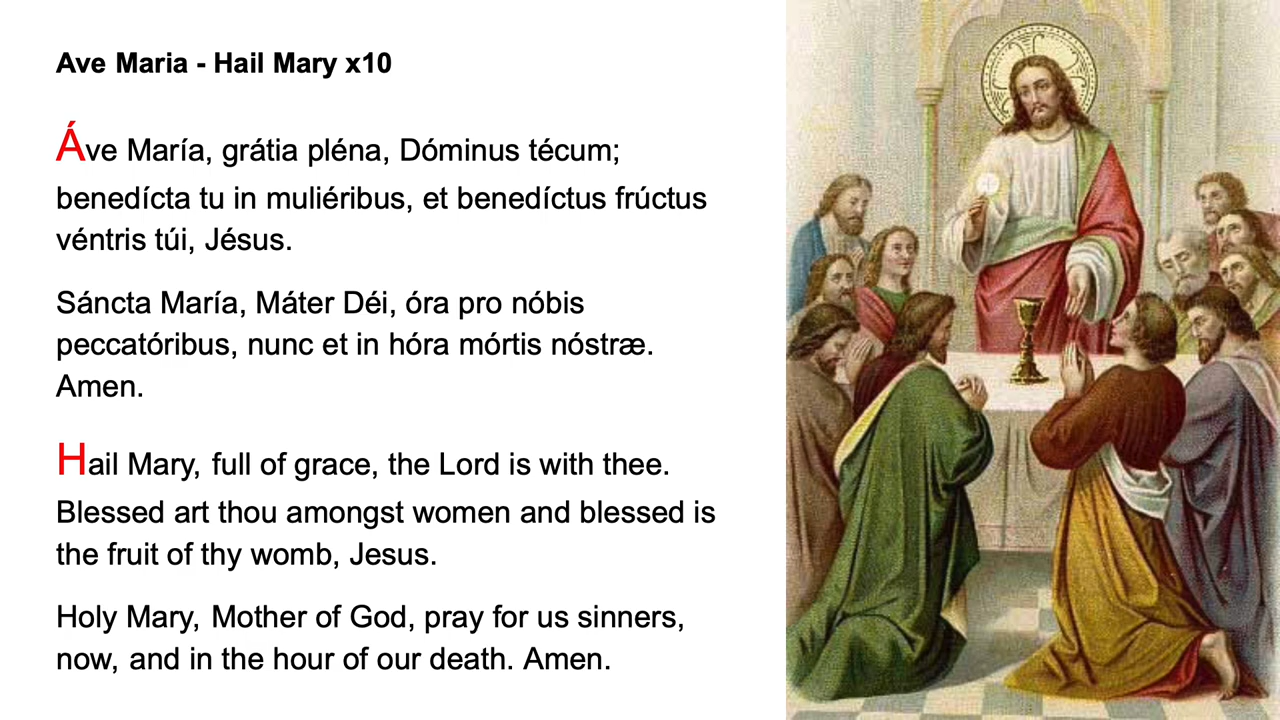 Ave Maria - Hail Mary x10
Áve María, grátia pléna, Dóminus técum;
benedícta tu in muliéribus, et benedíctus frúctus
véntris túi, Jésus.
Sáncta María, Máter Déi, óra pro nóbis
peccatóribus, nunc et in hóra mórtis nóstræ.
Amen.
Hail Mary, full of grace, the Lord is with thee.
Blessed art thou amongst women and blessed is
the fruit of thy womb, Jesus.
Holy Mary, Mother of God, pray for us sinners,
now, and in the hour of our death. Amen.